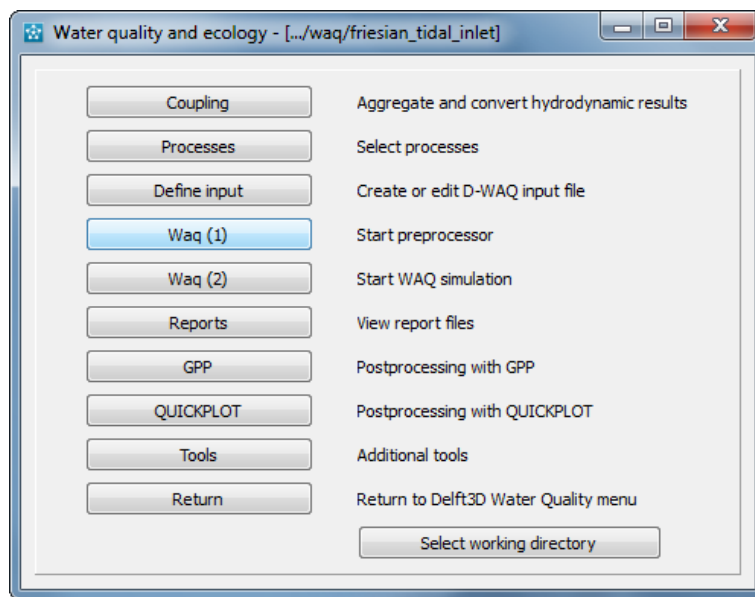 Water quality and ecology - [.../waq/friesian_tidal_inlet]
Coupling Aggregate and convert hydrodynamic results
Processes Select processes
Define input Create or edit D-WAQ input file
Waq (1) Start preprocessor
Waq (2) Start WAQ simulation
Reports View report files
GPP Postprocessing with GPP
QUICKPLOT Postprocessing with QUICKPLOT
Tools Additional tools
Return Return to Delft3D Water Quality menu
Select working directory